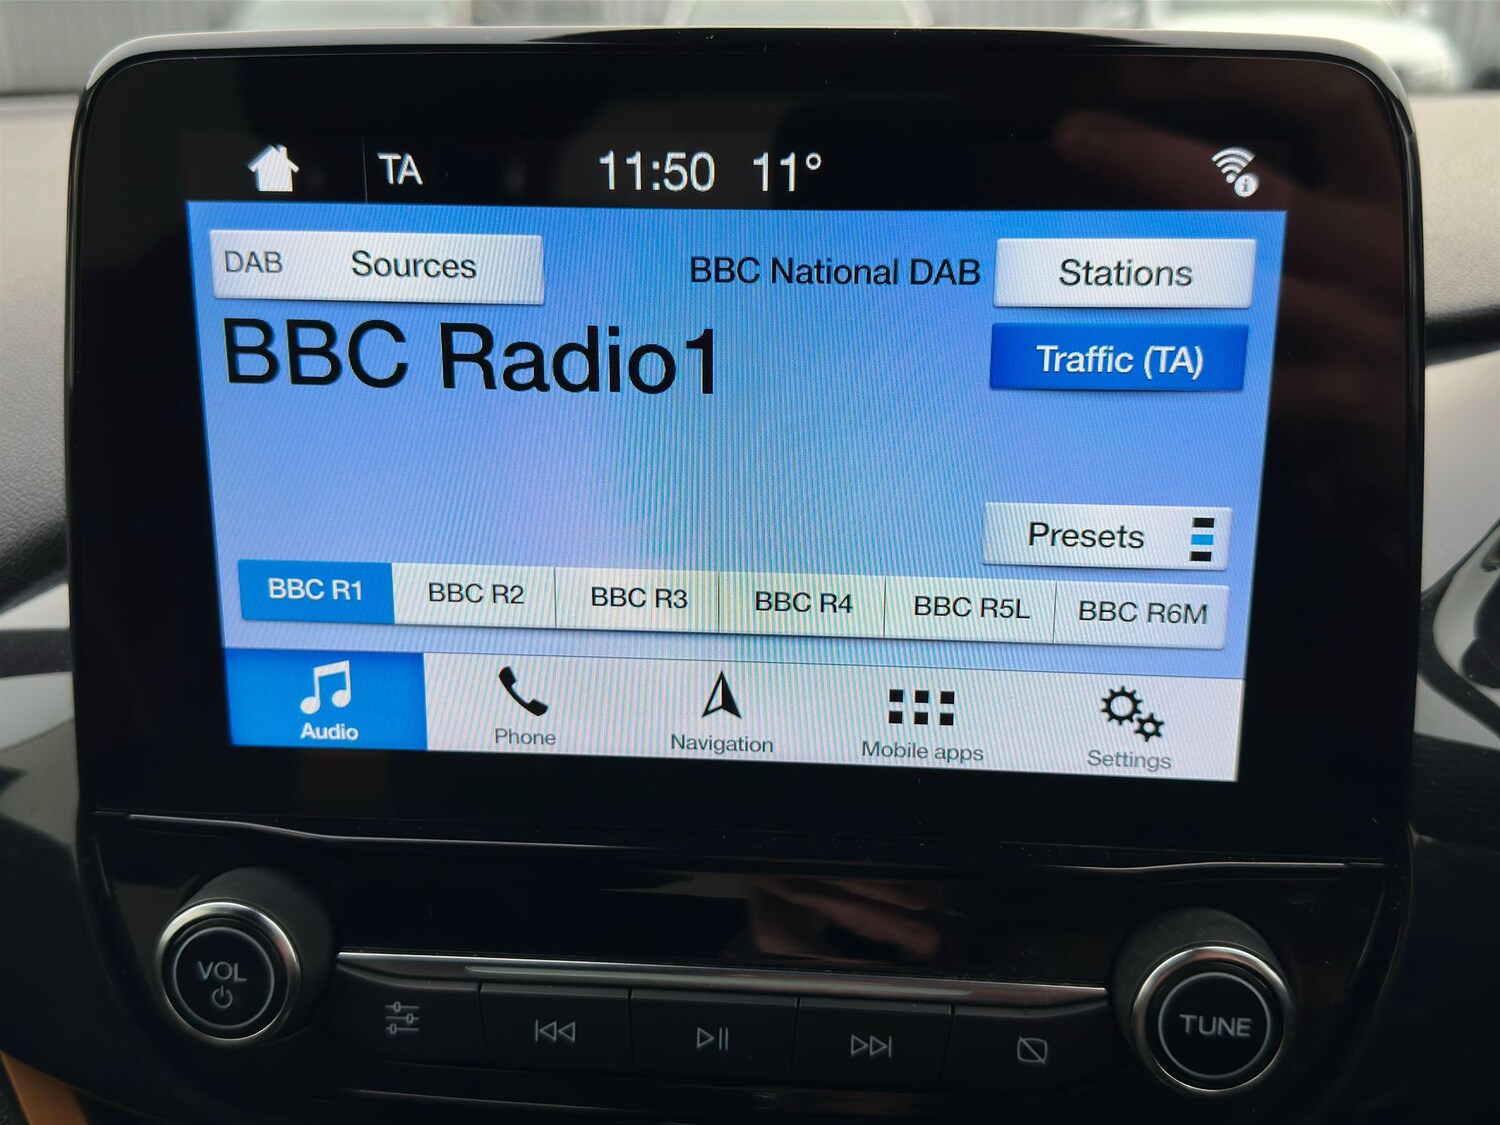 TA 11:50 11°
DAB Sources BBC National DAB Stations
BBC Radio1 Traffic (TA)
Presets
BBC R1 BBC R2 BBC R3 BBC R4 BBC R5L BBC R6M
Audio Phone Navigation Mobile apps Settings
VOL TUNE